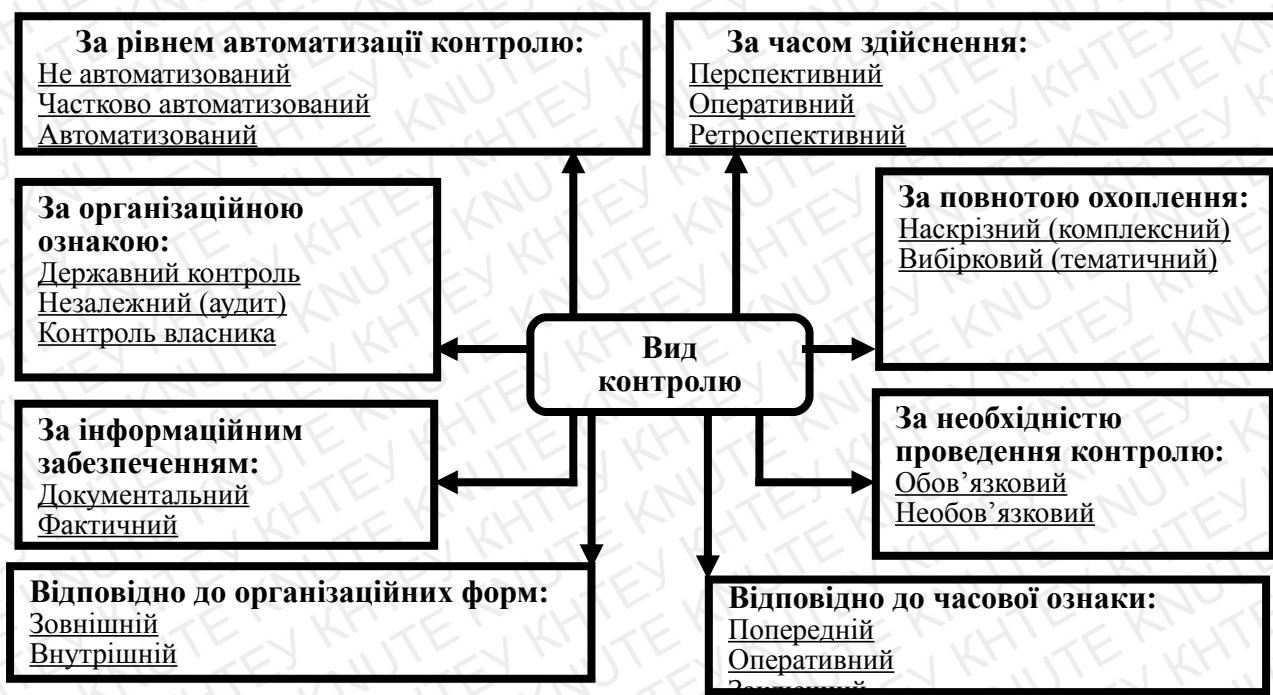 За рівнем автоматизації контролю:
Не автоматизований
Частково автоматизований
Автоматизований
За часом здійснення:
Перспективний
Оперативний
Ретроспективний
За організаційною
ознакою:
Державний контроль
Незалежний (аудит)
Контроль власника
За повнотою охоплення:
Наскрізний (комплексний)
Вибірковий (тематичний)
Вид
контролю
За інформаційним
забезпеченням:
Документальний
Фактичний
За необхідністю
проведення контролю:
Обов’язковий
Необов’язковий
Відповідно до організаційних форм:
Зовнішній
Внутрішній
Відповідно до часової ознаки:
Попередній
Оперативний